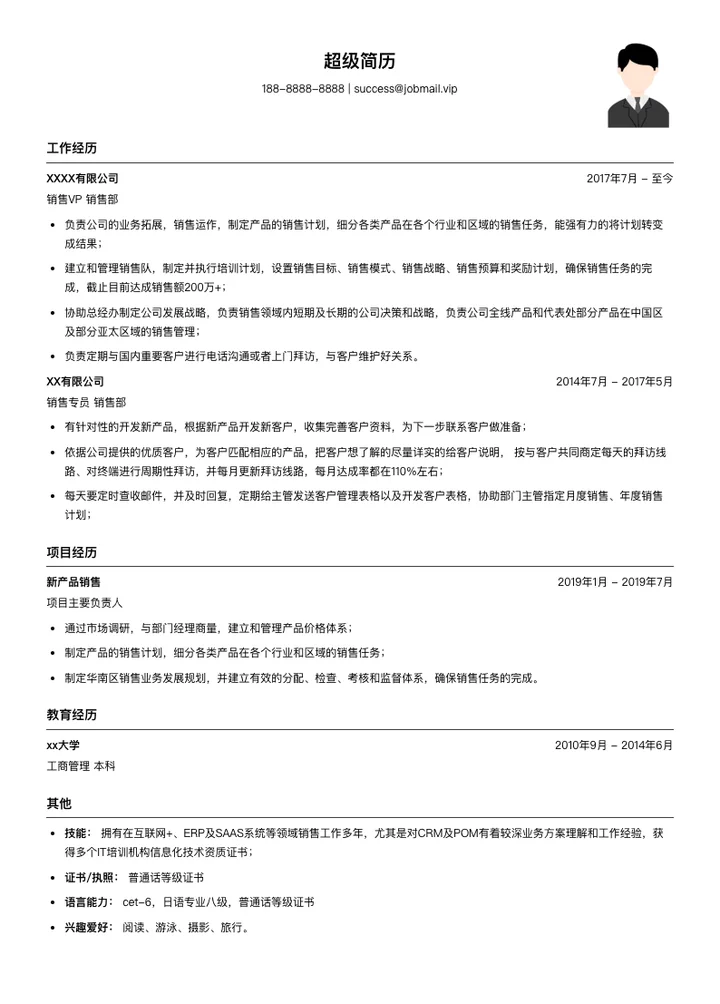 超级简历
188-8888-8888 | success@jobmail.vip
工作经历
XXXX有限公司 2017年7月 – 至今
销售VP 销售部
• 负责公司的业务拓展，销售运作，制定产品的销售计划，细分各类产品在各个行业和区域的销售任务，能强有力的将计划转变
成结果；
• 建立和管理销售队，制定并执行培训计划，设置销售目标、销售模式、销售战略、销售预算和奖励计划，确保销售任务的完
成，截止目前达成销售额200万+；
• 协助总经办制定公司发展战略，负责销售领域内短期及长期的公司决策和战略，负责公司全线产品和代表处部分产品在中国区
及部分亚太区域的销售管理；
• 负责定期与国内重要客户进行电话沟通或者上门拜访，与客户维护好关系。
XX有限公司 2014年7月 – 2017年5月
销售专员 销售部
• 有针对性的开发新产品，根据新产品开发新客户，收集完善客户资料，为下一步联系客户做准备；
• 依据公司提供的优质客户，为客户匹配相应的产品，把客户想了解的尽量详实的给客户说明， 按与客户共同商定每天的拜访线
路、对终端进行周期性拜访，并每月更新拜访线路，每月达成率都在110%左右；
• 每天要定时查收邮件，并及时回复，定期给主管发送客户管理表格以及开发客户表格，协助部门主管指定月度销售、年度销售
计划；
项目经历
新产品销售 2019年1月 – 2019年7月
项目主要负责人
• 通过市场调研，与部门经理商量，建立和管理产品价格体系；
• 制定产品的销售计划，细分各类产品在各个行业和区域的销售任务；
• 制定华南区销售业务发展规划，并建立有效的分配、检查、考核和监督体系，确保销售任务的完成。
教育经历
xx大学 2010年9月 – 2014年6月
工商管理 本科
其他
• 技能： 拥有在互联网+、ERP及SAAS系统等领域销售工作多年，尤其是对CRM及POM有着较深业务方案理解和工作经验，获
得多个IT培训机构信息化技术资质证书；
• 证书/执照： 普通话等级证书
• 语言能力： cet-6，日语专业八级，普通话等级证书
• 兴趣爱好： 阅读、游泳、摄影、旅行。